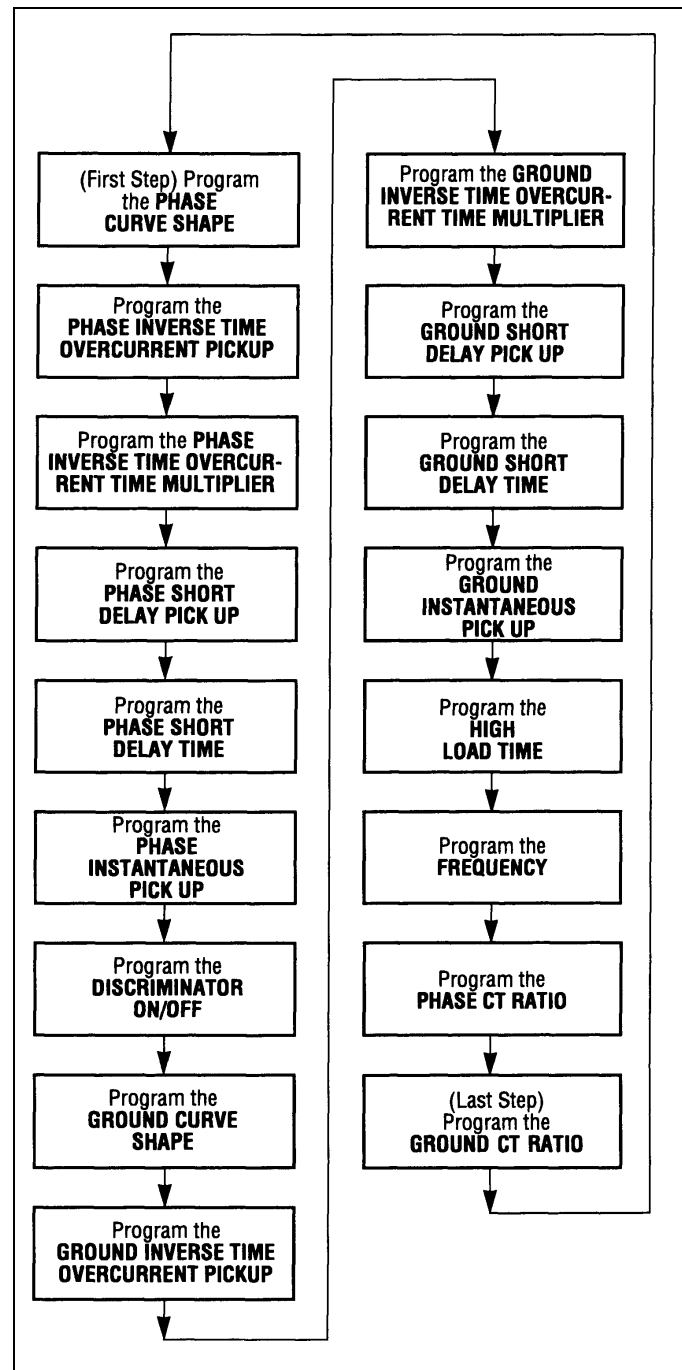 (First Step) Program
the PHASE
CURVE SHAPE
Program the
PHASE INVERSE TIME
OVERCURRENT PICKUP
Program the PHASE
INVERSE TIME OVERCUR-
RENT TIME MULTIPLIER
Program the
PHASE SHORT
DELAY PICK UP
Program the
PHASE SHORT
DELAY TIME
Program the
PHASE
INSTANTANEOUS
PICK UP
Program the
DISCRIMINATOR
ON/OFF
Program the
GROUND CURVE
SHAPE
Program the
GROUND INVERSE TIME
OVERCURRENT PICKUP
Program the GROUND
INVERSE TIME OVERCUR-
RENT TIME MULTIPLIER
Program the
GROUND SHORT
DELAY PICK UP
Program the
GROUND SHORT
DELAY TIME
Program the
GROUND
INSTANTANEOUS
PICK UP
Program the
HIGH
LOAD TIME
Program the
FREQUENCY
Program the
PHASE CT RATIO
(Last Step)
Program the
GROUND CT RATIO